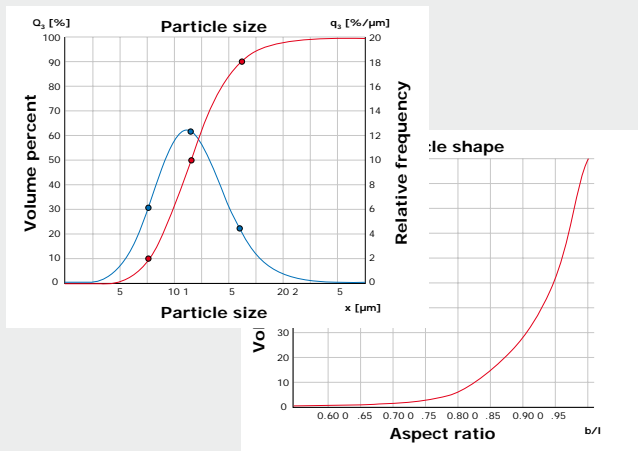 Q3 [%] Particle size q3 [%/µm]
100 20
90 18
80 16
70 14
60 12
50 10
40 8
30 6
20 4
10 2
0 0
Volume percent
Relative frequency
5 10 1 5 20 2 5
x [µm]
Particle size
cle shape
Vo
30
20
10
0
0.60 0 .65 0.70 0 .75 0.80 0 .85 0.90 0 .95
Aspect ratio b/l